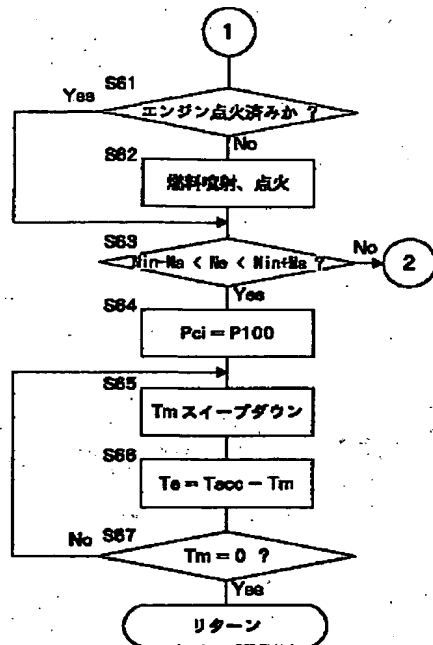 1
S61
Yes
エンジン点火済みか ?
No
S62
燃料噴射、点火
S63
Nin-Na < Ne < Nin+Na ?
No
2
Yes
S64
Pci = P100
S65
Tm スイープダウン
S66
Te = Tacc - Tm
No
S67
Tm = 0 ?
Yes
リターン